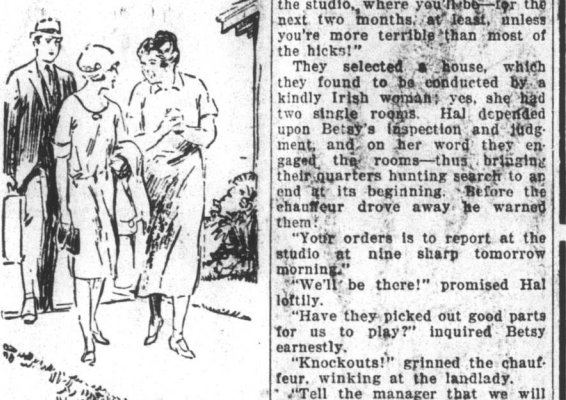 the studio, where you'll be—for the
next two months, at least, unless
you're more terrible than most of
the hicks!"
They selected a house, which
they found to be conducted by a
kindly Irish woman; yes, she had
two single rooms. Hal depended
upon Betsy's inspection and judg-
ment, and on her word they en-
gaged the rooms—thus bringing
their quarters hunting search to an
end at its beginning. Before the
chauffeur drove away he warned
them:
"Your orders is to report at the
studio at nine sharp tomorrow
morning."
"We'll be there!" promised Hal
loftily.
"Have they picked out good parts
for us to play?" inquired Betsy
earnestly.
"Knockouts!" grinned the chauf-
feur, winking at the landlady.
"Tell the manager that we will